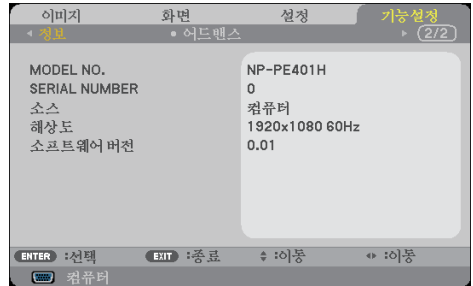 이미지 화면 설정 기능설정
정보 어드밴스 (2/2)
MODEL NO. NP-PE401H
SERIAL NUMBER 0
소스 컴퓨터
해상도 1920x1080 60Hz
소프트웨어 버전 0.01
ENTER :선택 EXIT :종료 :이동 :이동
컴퓨터